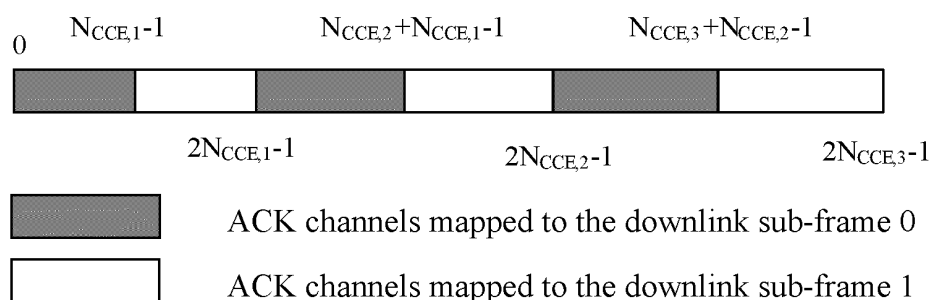 0
N_CCE,1-1 N_CCE,2+N_CCE,1-1 N_CCE,3+N_CCE,2-1
2N_CCE,1-1 2N_CCE,2-1 2N_CCE,3-1
ACK channels mapped to the downlink sub-frame 0
ACK channels mapped to the downlink sub-frame 1